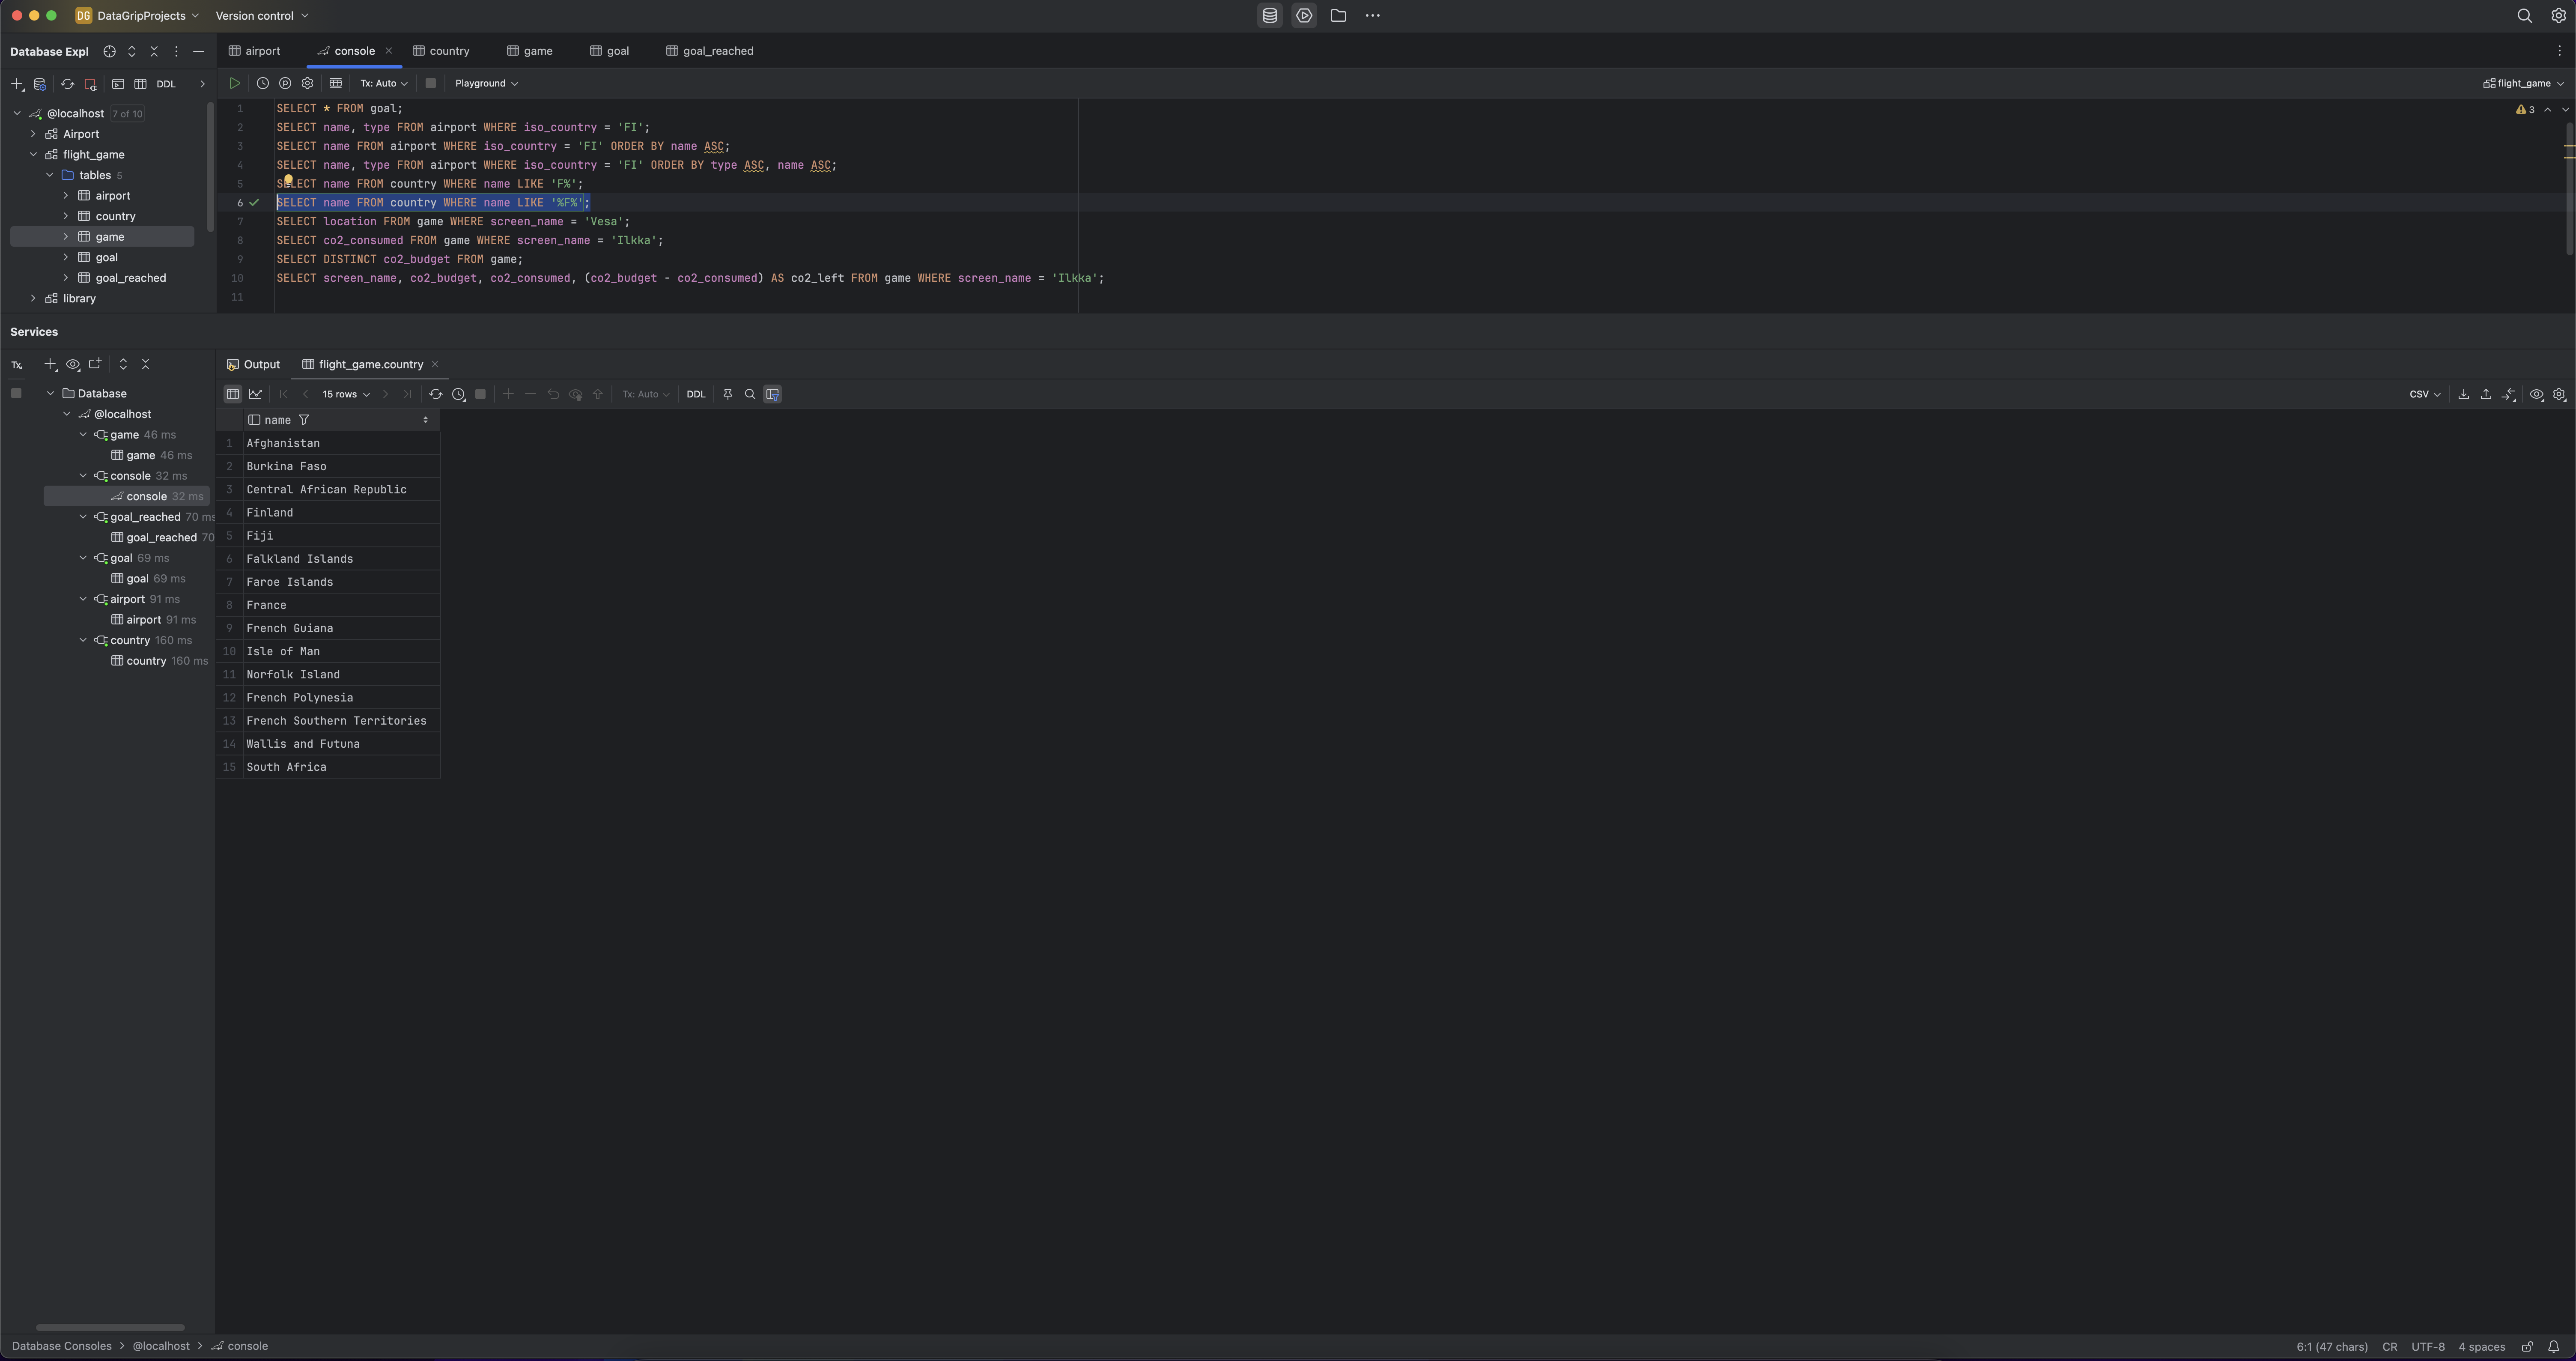 DG DataGripProjects Version control
Database Expl
airport console country game goal goal_reached
DDL
Tx: Auto Playground flight_game
@localhost 7 of 10
Airport
flight_game
tables 5
airport
country
game
goal
goal_reached
library
3
1 SELECT * FROM goal;
2 SELECT name, type FROM airport WHERE iso_country = 'FI';
3 SELECT name FROM airport WHERE iso_country = 'FI' ORDER BY name ASC;
4 SELECT name, type FROM airport WHERE iso_country = 'FI' ORDER BY type ASC, name ASC;
5 SELECT name FROM country WHERE name LIKE 'F%';
6 SELECT name FROM country WHERE name LIKE '%F%';
7 SELECT location FROM game WHERE screen_name = 'Vesa';
8 SELECT co2_consumed FROM game WHERE screen_name = 'Ilkka';
9 SELECT DISTINCT co2_budget FROM game;
10 SELECT screen_name, co2_budget, co2_consumed, (co2_budget - co2_consumed) AS co2_left FROM game WHERE screen_name = 'Ilkka';
11
Services
Tx
Database
@localhost
game 46 ms
game 46 ms
console 32 ms
console 32 ms
goal_reached 70 ms
goal_reached 70
goal 69 ms
goal 69 ms
airport 91 ms
airport 91 ms
country 160 ms
country 160 ms
Output flight_game.country
15 rows Tx: Auto DDL CSV
name
1 Afghanistan
2 Burkina Faso
3 Central African Republic
4 Finland
5 Fiji
6 Falkland Islands
7 Faroe Islands
8 France
9 French Guiana
10 Isle of Man
11 Norfolk Island
12 French Polynesia
13 French Southern Territories
14 Wallis and Futuna
15 South Africa
Database Consoles @localhost console
6:1 (47 chars) CR UTF-8 4 spaces